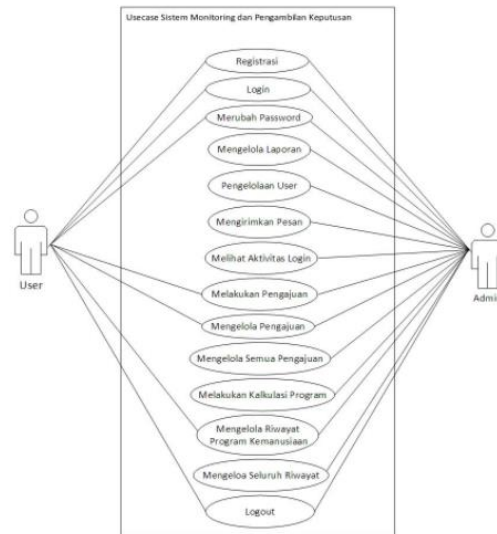 Usecase Sistem Monitoring dan Pengambilan Keputusan
Registrasi
Login
Merubah Password
Mengelola Laporan
Pengelolaan User
Mengirimkan Pesan
Melihat Aktivitas Login
Melakukan Pengajuan
Mengelola Pengajuan
Mengelola Semua Pengajuan
Melakukan Kalkulasi Program
Mengelola Riwayat
Program Kemanusiaan
Mengeloa Seluruh Riwayat
Logout
User
Admin